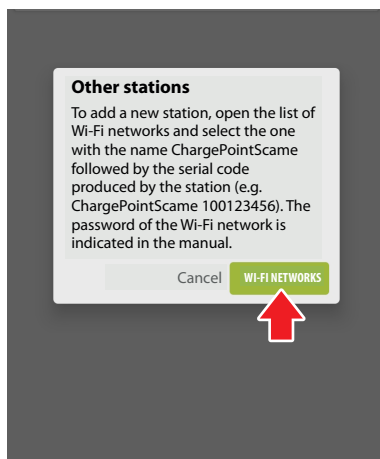 Other stations
To add a new station, open the list of
Wi-Fi networks and select the one
with the name ChargePointScame
followed by the serial code
produced by the station (e.g.
ChargePointScame 100123456). The
password of the Wi-Fi network is
indicated in the manual.
Cancel WI-FI NETWORKS